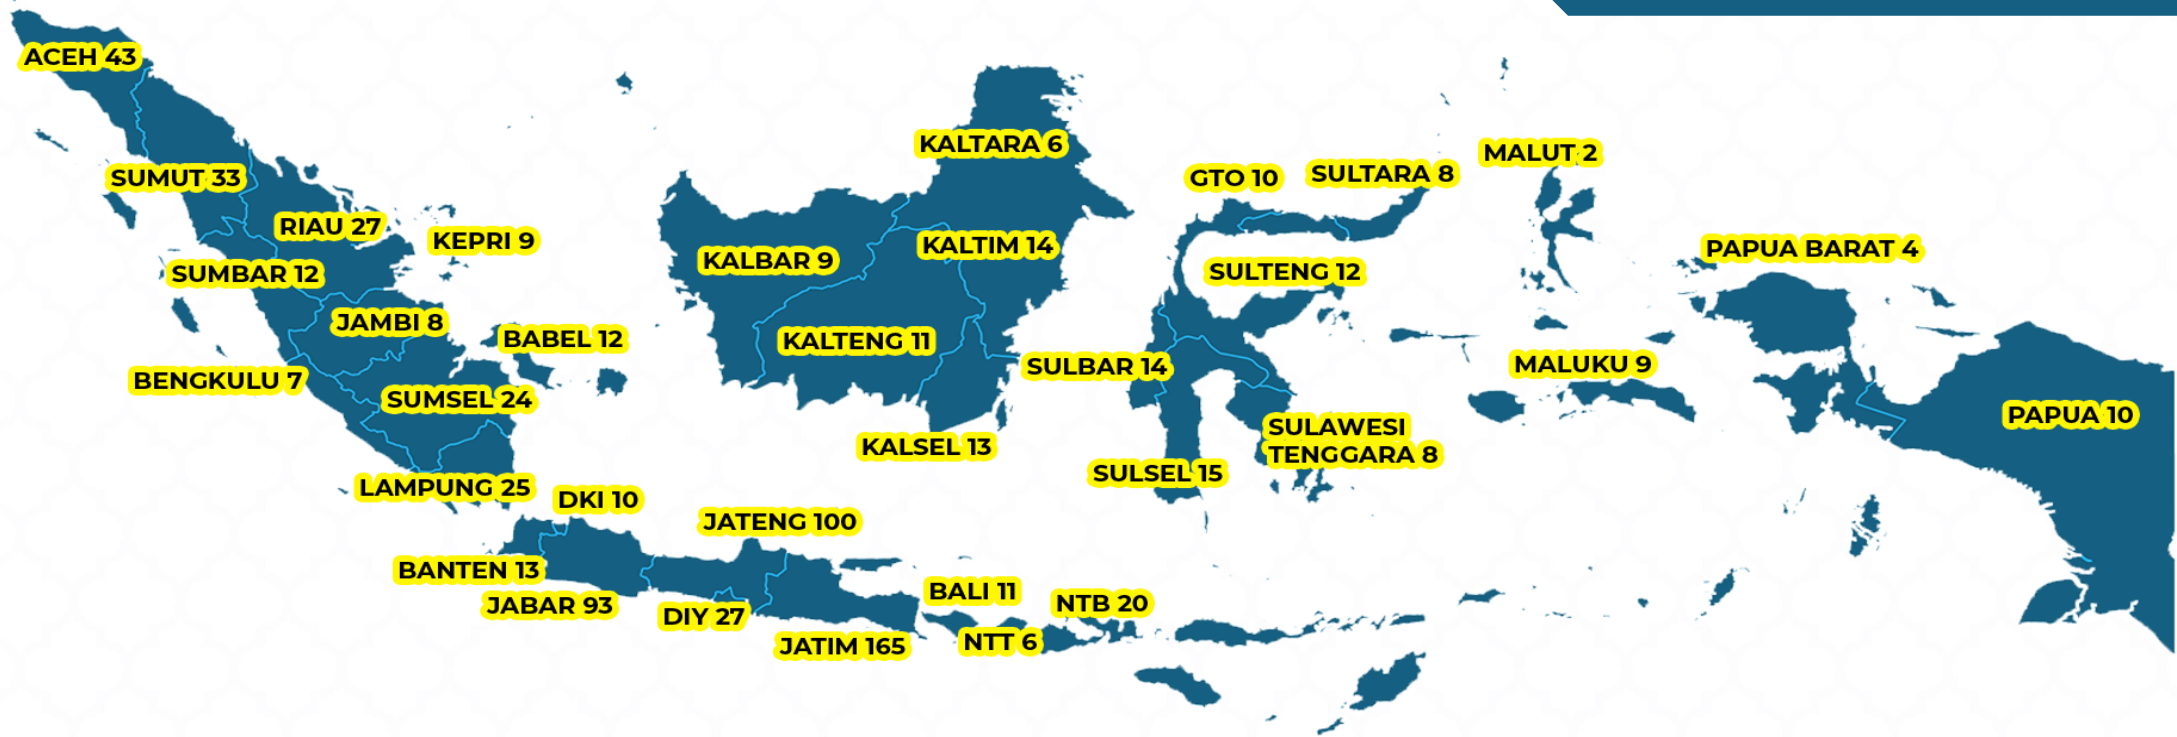 ACEH 43
SUMUT 33
RIAU 27
KEPRI 9
SUMBAR 12
JAMBI 8
BABEL 12
BENGKULU 7
SUMSEL 24
LAMPUNG 25
DKI 10
BANTEN 13
JABAR 93
JATENG 100
DIY 27
JATIM 165
BALI 11
NTB 20
NTT 6
KALTARA 6
KALBAR 9
KALTIM 14
KALTENG 11
KALSEL 13
GTO 10
SULTARA 8
SULTENG 12
SULBAR 14
SULSEL 15
SULAWESI
TENGGARA 8
MALUT 2
MALUKU 9
PAPUA BARAT 4
PAPUA 10